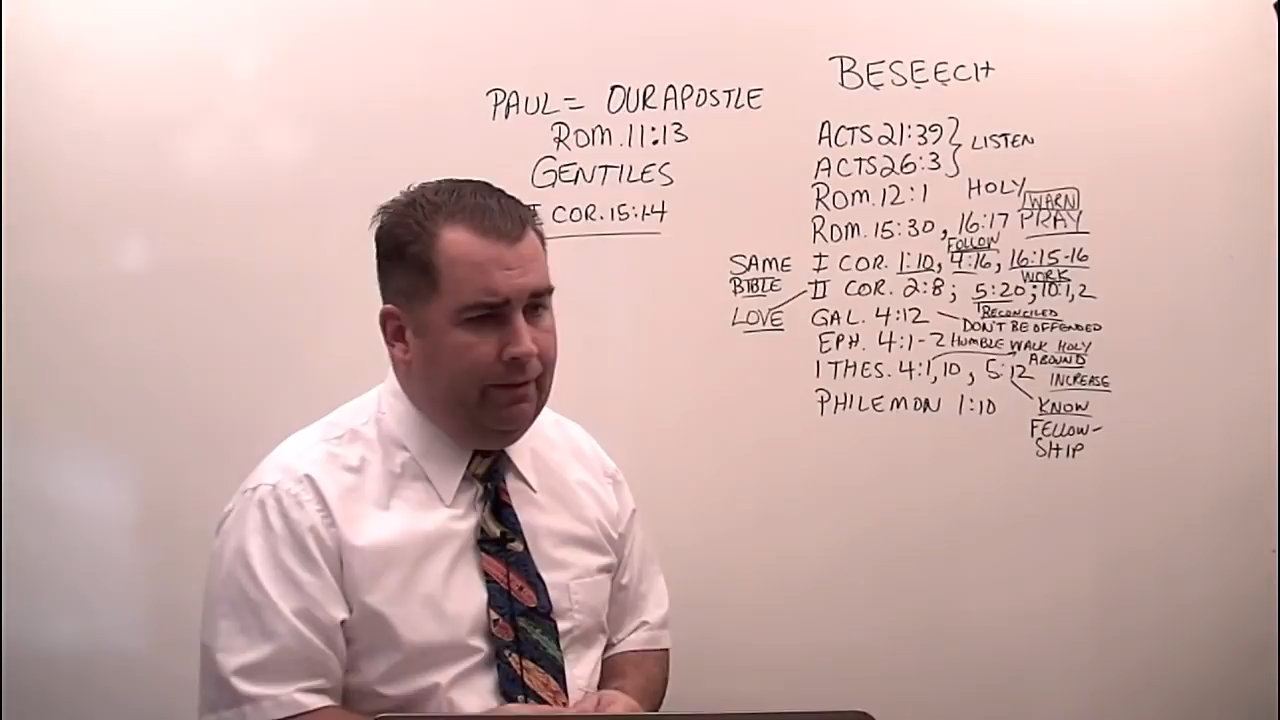 PAUL = OUR APOSTLE
ROM. 11:13
GENTILES
I COR. 15:1-4
BESEECH
ACTS 21:39 } LISTEN
ACTS 26:3
ROM. 12:1 HOLY
WARN
ROM. 15:30, 16:17 PRAY
FOLLOW
SAME I COR. 1:10, 4:16, 16:15-16
BIBLE WORK
II COR. 2:8; 5:20; 10:1,2
RECONCILED
LOVE GAL. 4:12 DON'T BE OFFENDED
EPH. 4:1-2 HUMBLE WALK HOLY
ABOUND
1 THES. 4:1,10, 5:12 INCREASE
PHILEMON 1:10 KNOW
FELLOW-
SHIP